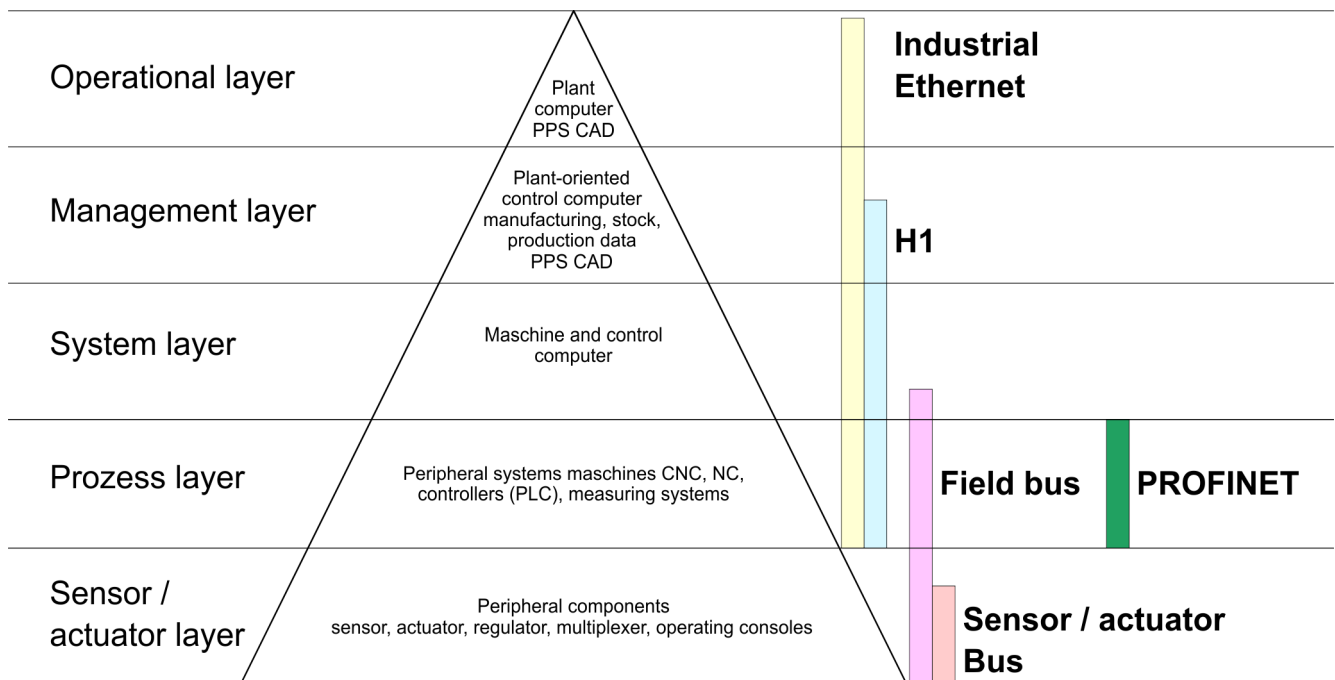 Operational layer
Plant
computer
PPS CAD
Industrial
Ethernet
Management layer
Plant-oriented
control computer
manufacturing, stock,
production data
PPS CAD
H1
System layer
Maschine and control
computer
Prozess layer
Peripheral systems maschines CNC, NC,
controllers (PLC), measuring systems
Field bus
PROFINET
Sensor /
actuator layer
Peripheral components
sensor, actuator, regulator, multiplexer, operating consoles
Sensor / actuator
Bus